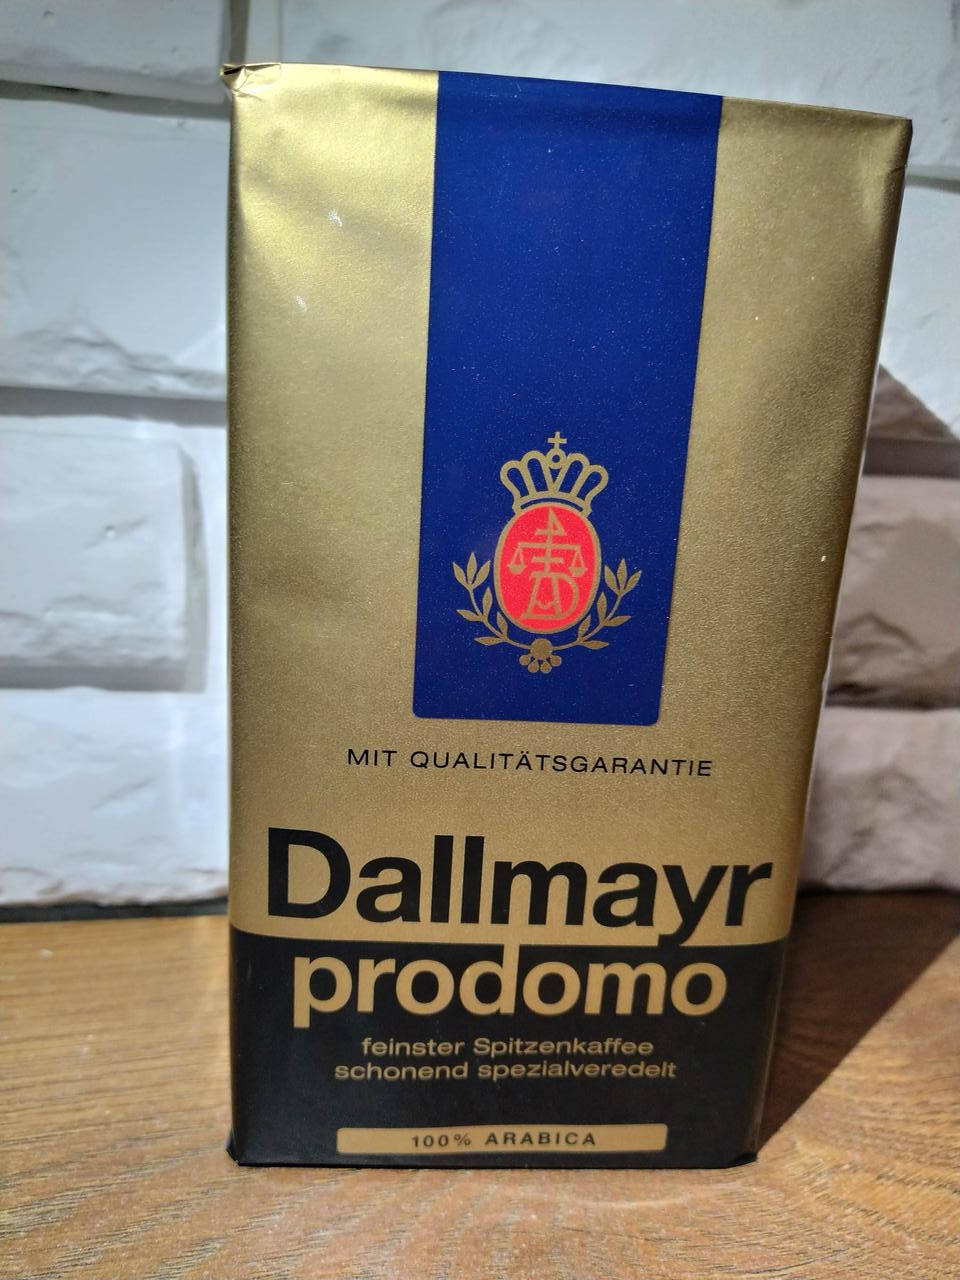 MIT QUALITÄTSGARANTIE
Dallmayr
prodomo
feinster Spitzenkaffee
schonend spezialveredelt
100% ARABICA